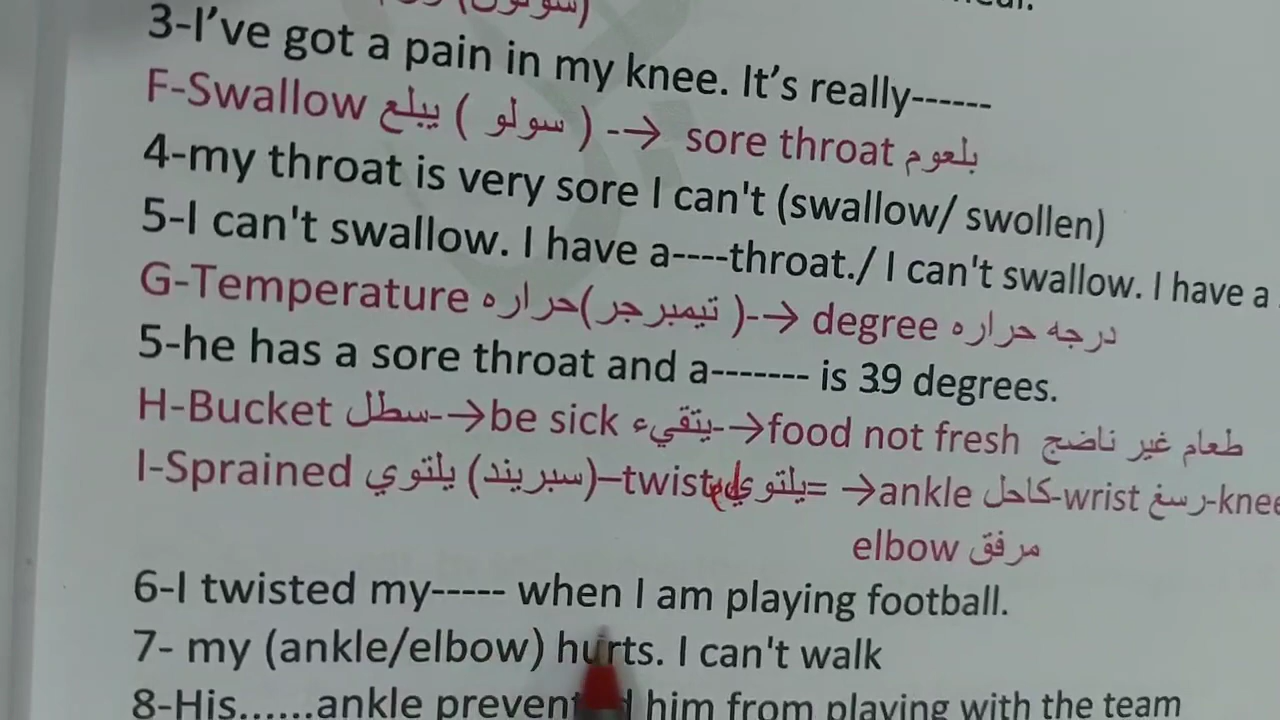 3-I've got a pain in my knee. It's really------
F-Swallow يبلع ( سولو ) --→ sore throat بلعوم
4-my throat is very sore I can't (swallow/ swollen)
5-I can't swallow. I have a----throat./ I can't swallow. I have a
G-Temperature حراره(تيمبرجر )--→ degree درجه حراره
5-he has a sore throat and a------- is 39 degrees.
H-Bucket سطل--→be sick يتقيء--→food not fresh طعام غير ناضج
I-Sprained يلتوي (سبريند)–twist يلتوي= →ankle كاحل-wrist رسغ-knee
elbow مرفق
6-I twisted my----- when I am playing football.
7- my (ankle/elbow) hurts. I can't walk
8-His......ankle him from playing with the team